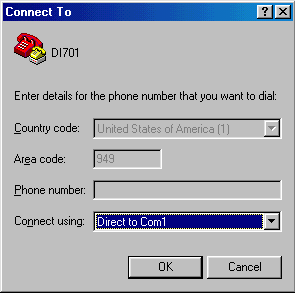 Connect To
DI701
Enter details for the phone number that you want to dial:
Country code: United States of America (1)
Area code: 949
Phone number:
Connect using: Direct to Com1
OK Cancel